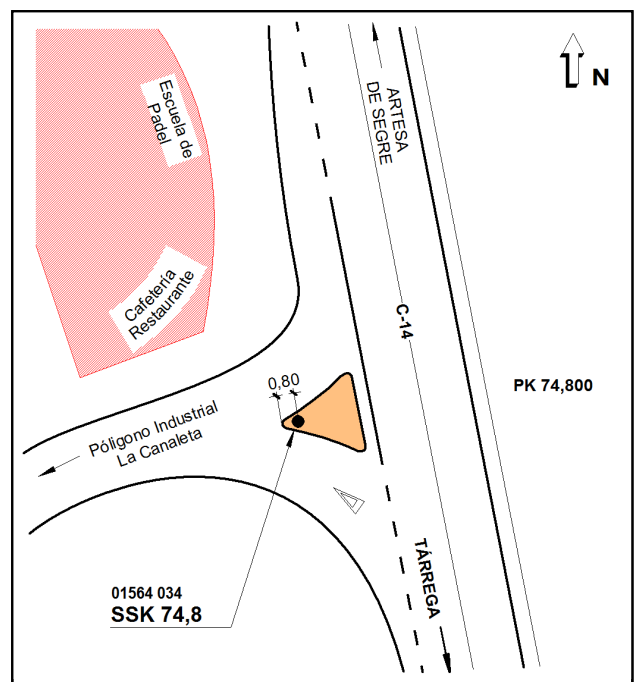 N
ARTESA
DE SEGRE
Escuela de
Padel
Cafetería
Restaurante
C-14
PK 74,800
0,80
Póligono Industrial
La Canaleta
TÁRREGA
01564 034
SSK 74,8